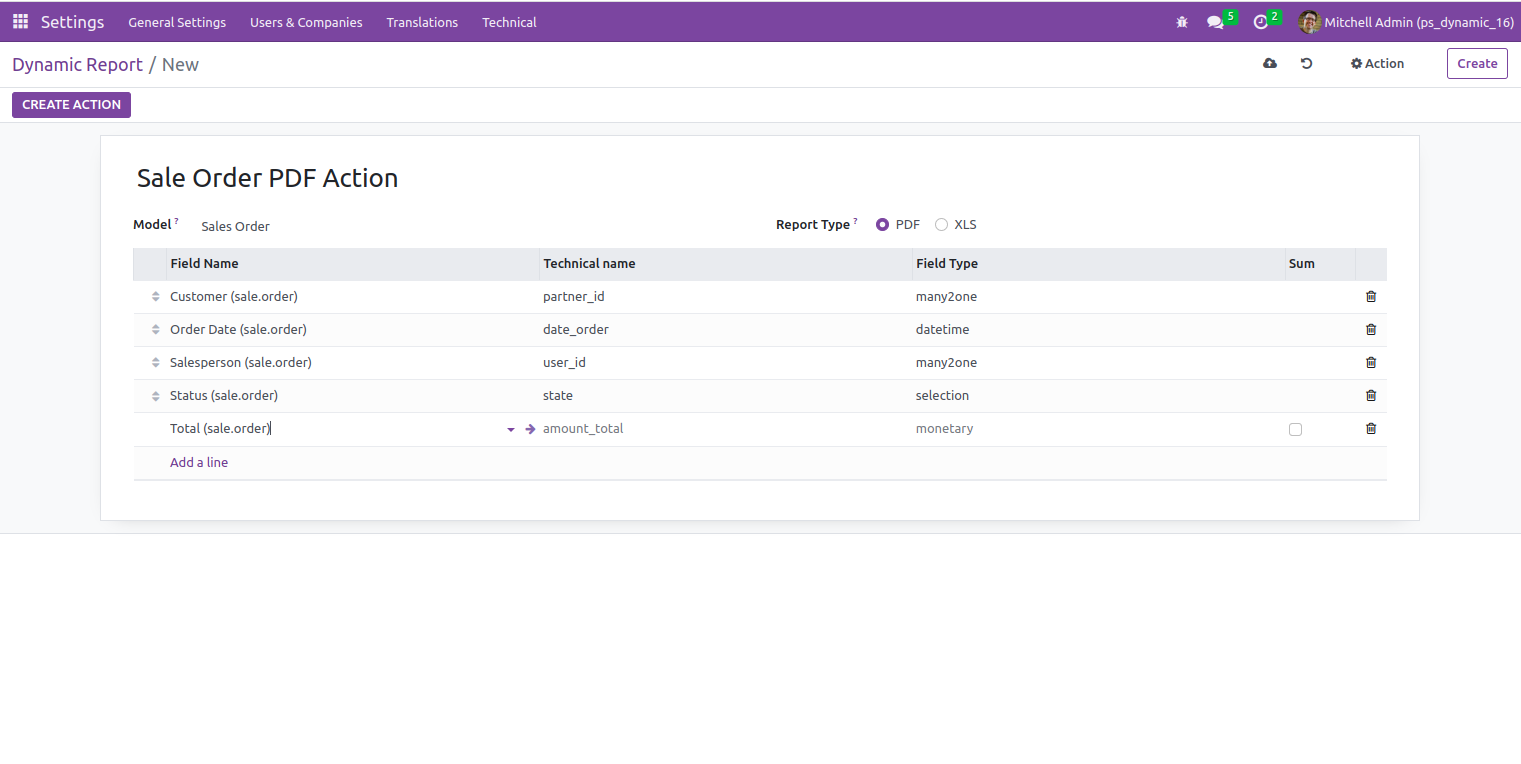 Settings General Settings Users & Companies Translations Technical 5 2 Mitchell Admin (ps_dynamic_16)
Dynamic Report / New Action Create
CREATE ACTION
Sale Order PDF Action
Model ? Sales Order Report Type ? PDF XLS
Field Name Technical name Field Type Sum
Customer (sale.order) partner_id many2one
Order Date (sale.order) date_order datetime
Salesperson (sale.order) user_id many2one
Status (sale.order) state selection
Total (sale.order) amount_total monetary
Add a line